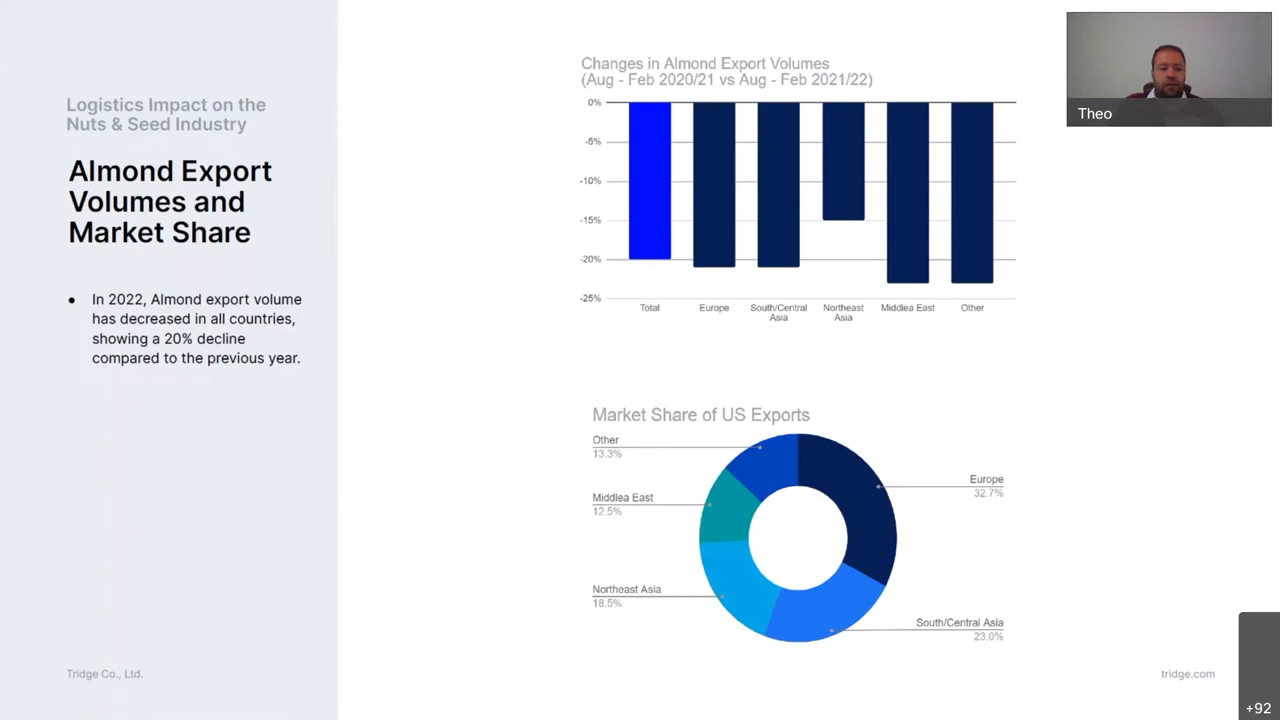 Logistics Impact on the
Nuts & Seed Industry
Almond Export
Volumes and
Market Share
● In 2022, Almond export volume
has decreased in all countries,
showing a 20% decline
compared to the previous year.
Tridge Co., Ltd.
Changes in Almond Export Volumes
(Aug - Feb 2020/21 vs Aug - Feb 2021/22)
0%
-5%
-10%
-15%
-20%
-25%
Total
Europe
South/Central
Asia
Northeast
Asia
Middlea East
Other
Market Share of US Exports
Other
13.3%
Middlea East
12.5%
Northeast Asia
18.5%
Europe
32.7%
South/Central Asia
23.0%
tridge.com
Theo
+92